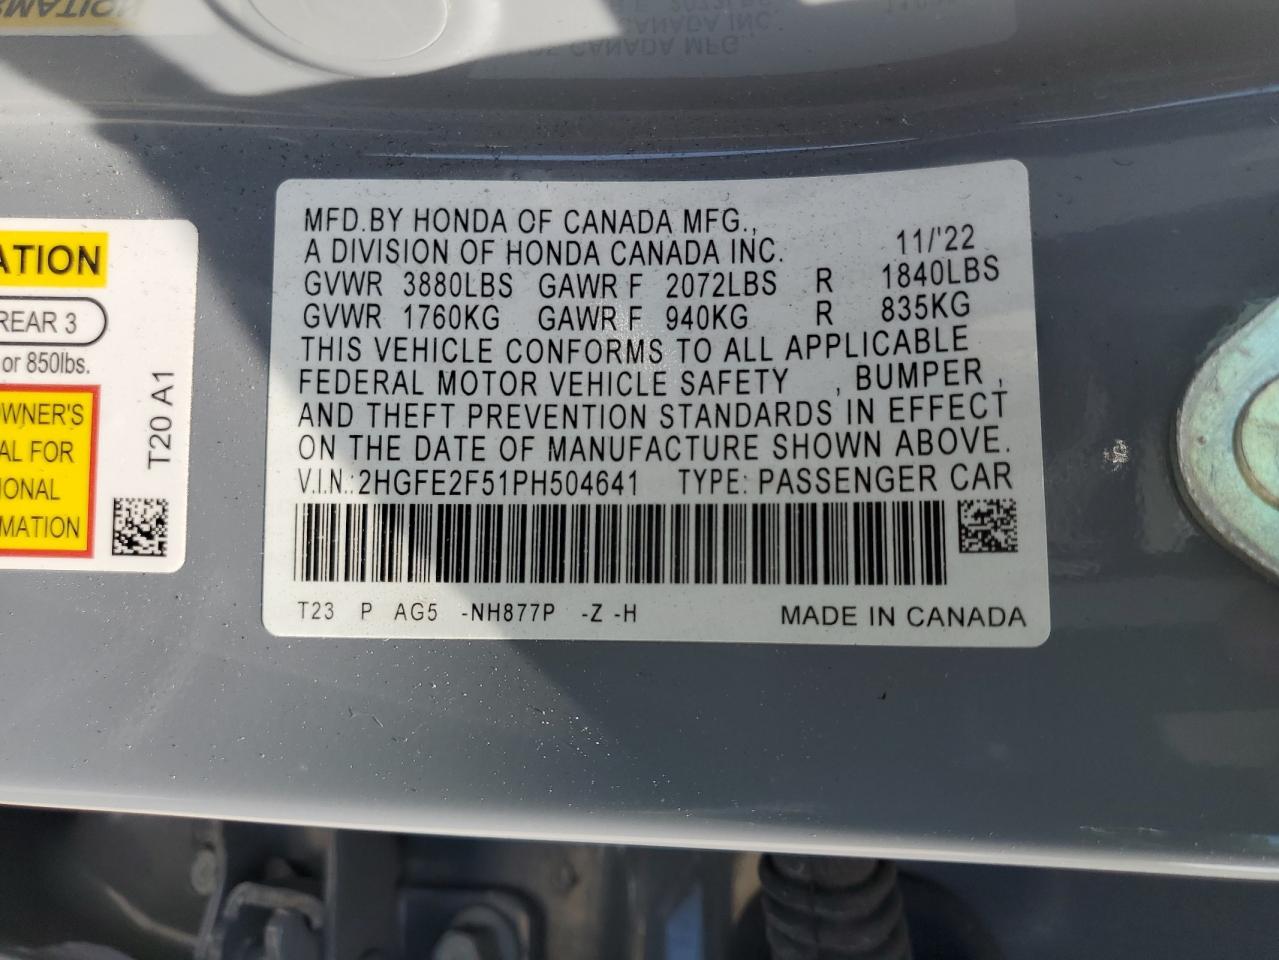 MFD.BY HONDA OF CANADA MFG.,
A DIVISION OF HONDA CANADA INC. 11/'22
GVWR 3880LBS GAWR F 2072LBS R 1840LBS
GVWR 1760KG GAWR F 940KG R 835KG
THIS VEHICLE CONFORMS TO ALL APPLICABLE
FEDERAL MOTOR VEHICLE SAFETY , BUMPER ,
AND THEFT PREVENTION STANDARDS IN EFFECT
ON THE DATE OF MANUFACTURE SHOWN ABOVE.
V.I.N.:2HGFE2F51PH504641 TYPE: PASSENGER CAR
T23 P AG5 -NH877P -Z -H MADE IN CANADA
ATION
REAR 3
or 850lbs.
OWNER'S
AL FOR
IONAL
MATION
T20 A1